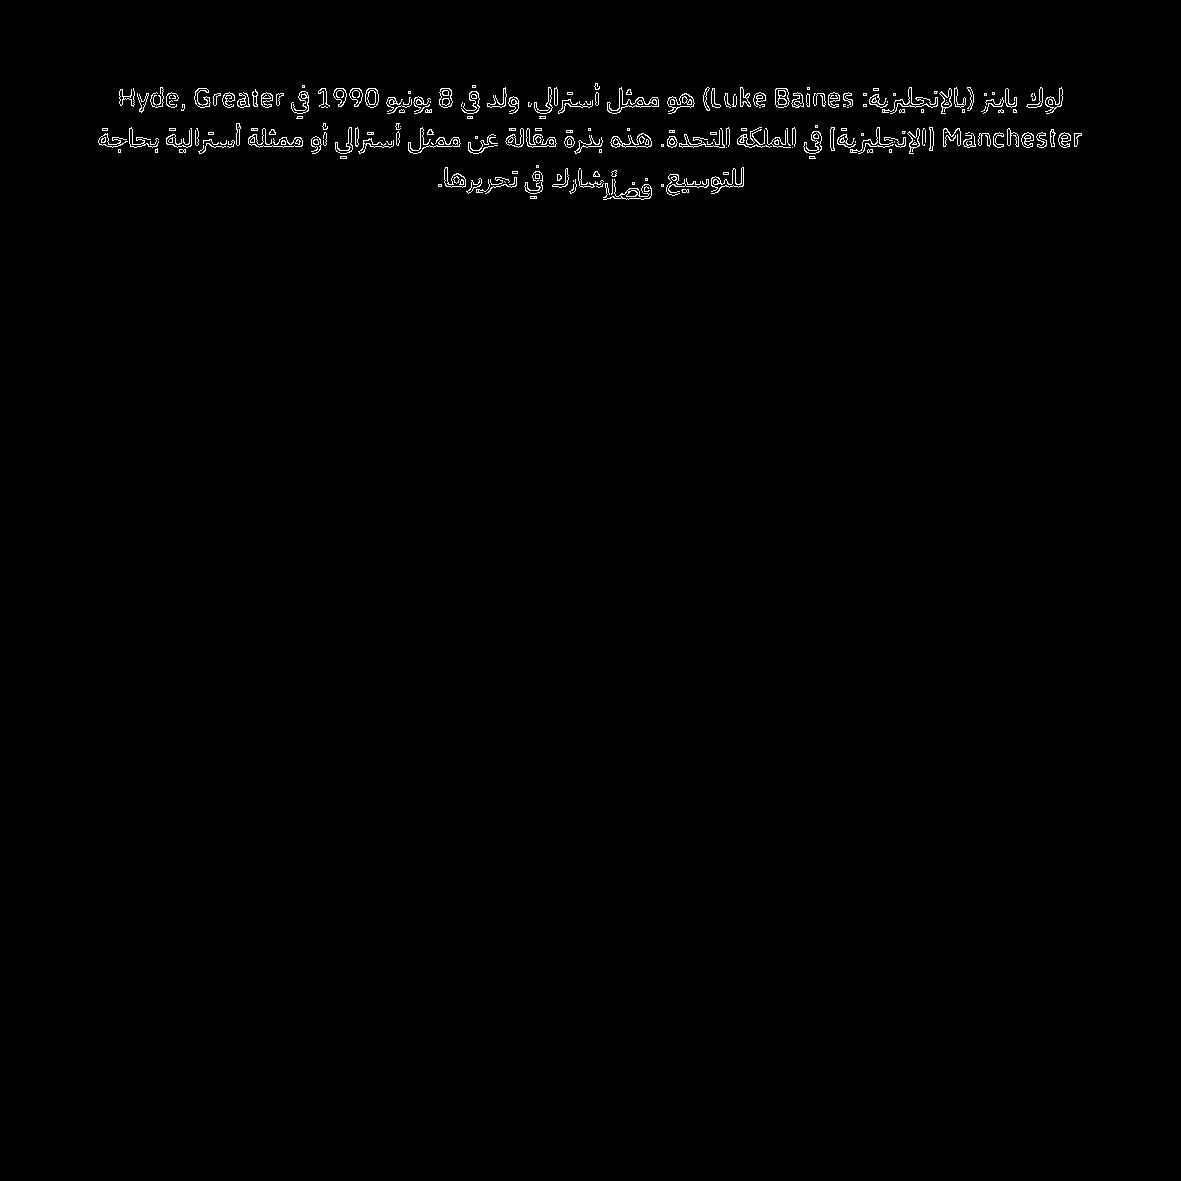 لوك باينز (بالإنجليزية: Luke Baines) هو ممثل أسترالي، ولد في 8 يونيو 1990 في Hyde, Greater
Manchester [الإنجليزية] في المملكة المتحدة. هذه بذرة مقالة عن ممثل أسترالي أو ممثلة أسترالية بحاجة
للتوسيع. فضلًا شارك في تحريرها.